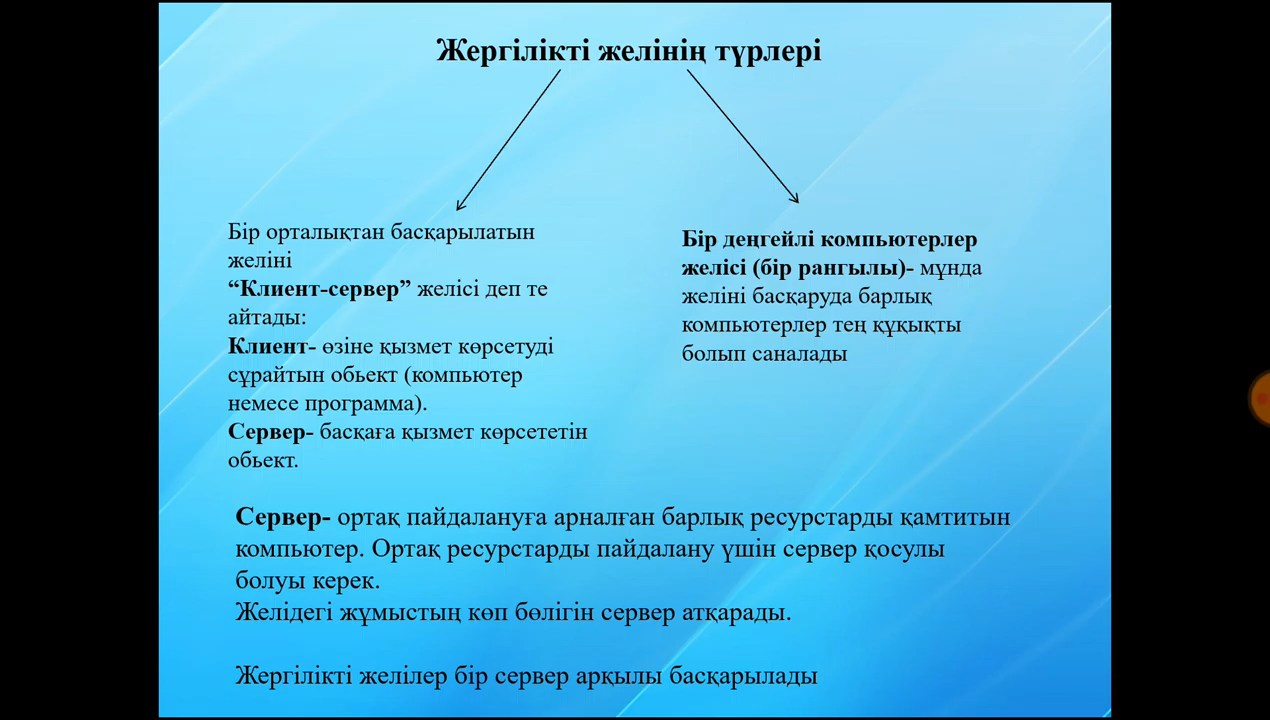 Жергілікті желінің түрлері
Бір орталықтан басқарылатын
желіні
“Клиент-сервер” желісі деп те
айтады:
Клиент- өзіне қызмет көрсетуді
сұрайтын обьект (компьютер
немесе программа).
Сервер- басқаға қызмет көрсететін
обьект.
Бір деңгейлі компьютерлер
желісі (бір рангылы)- мұнда
желіні басқаруда барлық
компьютерлер тең құқықты
болып саналады
Сервер- ортақ пайдалануға арналған барлық ресурстарды қамтитын
компьютер. Ортақ ресурстарды пайдалану үшін сервер қосулы
болуы керек.
Желідегі жұмыстың көп бөлігін сервер атқарады.
Жергілікті желілер бір сервер арқылы басқарылады